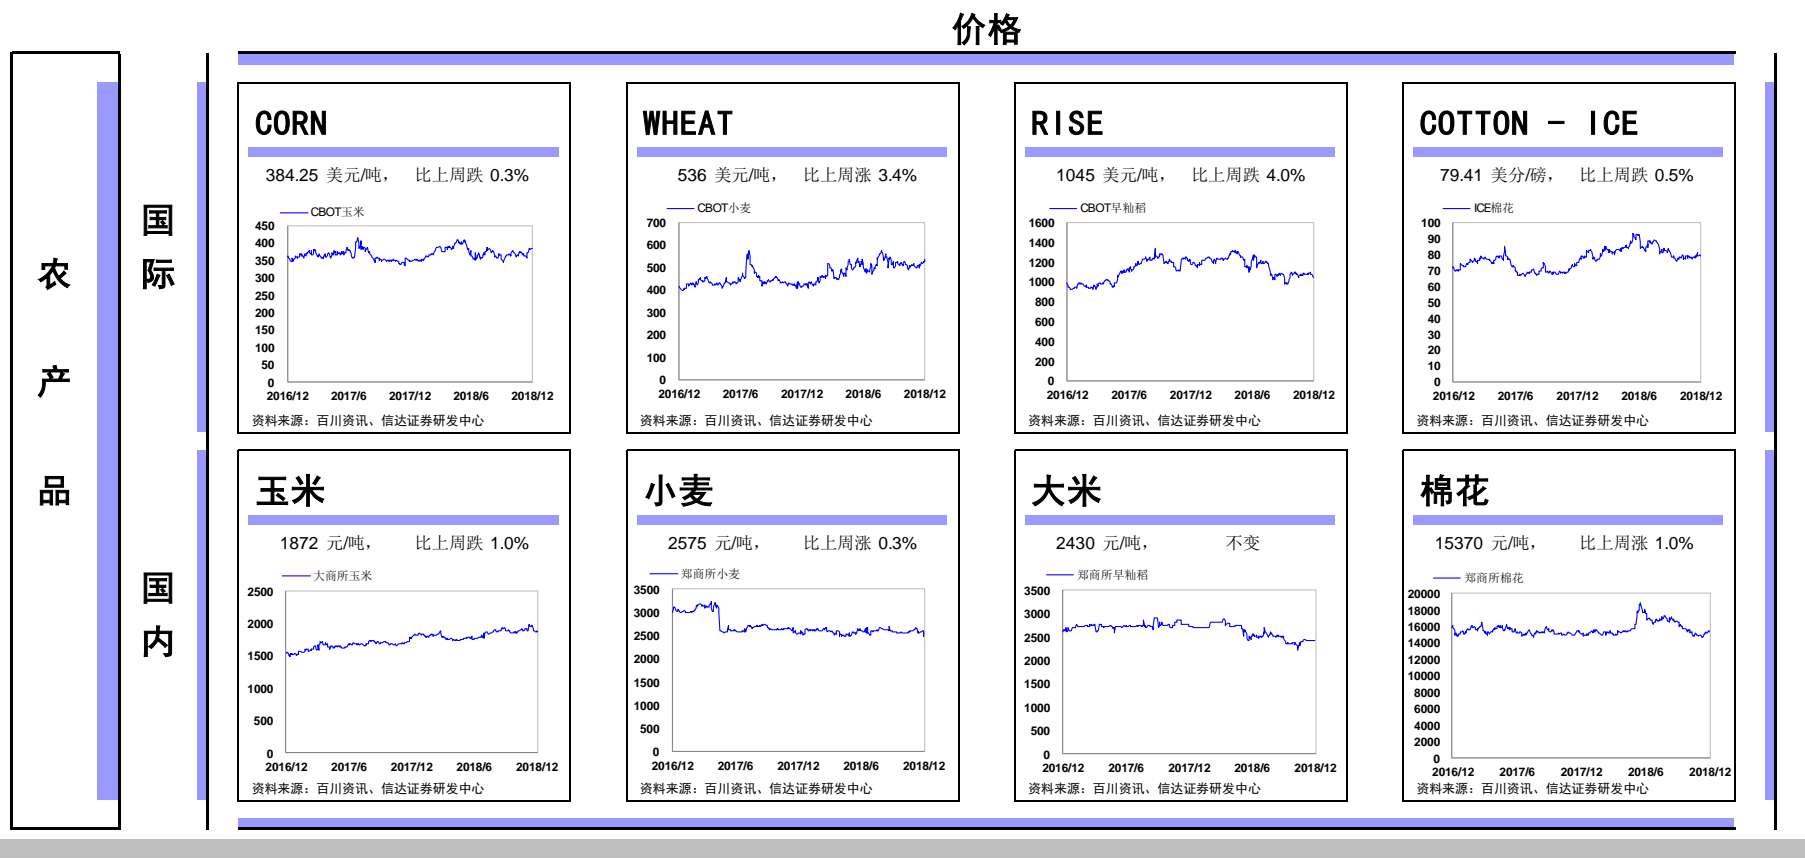 价格
农
产
品
国
际
CORN
384.25 美元/吨， 比上周跌 0.3%
CBOT玉米
450
400
350
300
250
200
150
100
50
0
2016/12 2017/6 2017/12 2018/6 2018/12
资料来源：百川资讯、信达证券研发中心
WHEAT
536 美元/吨， 比上周涨 3.4%
CBOT小麦
700
600
500
400
300
200
100
0
2016/12 2017/6 2017/12 2018/6 2018/12
资料来源：百川资讯、信达证券研发中心
RISE
1045 美元/吨， 比上周跌 4.0%
CBOT早籼稻
1600
1400
1200
1000
800
600
400
200
0
2016/12 2017/6 2017/12 2018/6 2018/12
资料来源：百川资讯、信达证券研发中心
COTTON - ICE
79.41 美分/磅， 比上周跌 0.5%
ICE棉花
100
90
80
70
60
50
40
30
20
10
0
2016/12 2017/6 2017/12 2018/6 2018/12
资料来源：百川资讯、信达证券研发中心
国
内
玉米
1872 元/吨， 比上周跌 1.0%
大商所玉米
2500
2000
1500
1000
500
0
2016/12 2017/6 2017/12 2018/6 2018/12
资料来源：百川资讯、信达证券研发中心
小麦
2575 元/吨， 比上周涨 0.3%
郑商所小麦
3500
3000
2500
2000
1500
1000
500
0
2016/12 2017/6 2017/12 2018/6 2018/12
资料来源：百川资讯、信达证券研发中心
大米
2430 元/吨， 不变
郑商所早籼稻
3500
3000
2500
2000
1500
1000
500
0
2016/12 2017/6 2017/12 2018/6 2018/12
资料来源：百川资讯、信达证券研发中心
棉花
15370 元/吨， 比上周涨 1.0%
郑商所棉花
20000
18000
16000
14000
12000
10000
8000
6000
4000
2000
0
2016/12 2017/6 2017/12 2018/6 2018/12
资料来源：百川资讯、信达证券研发中心